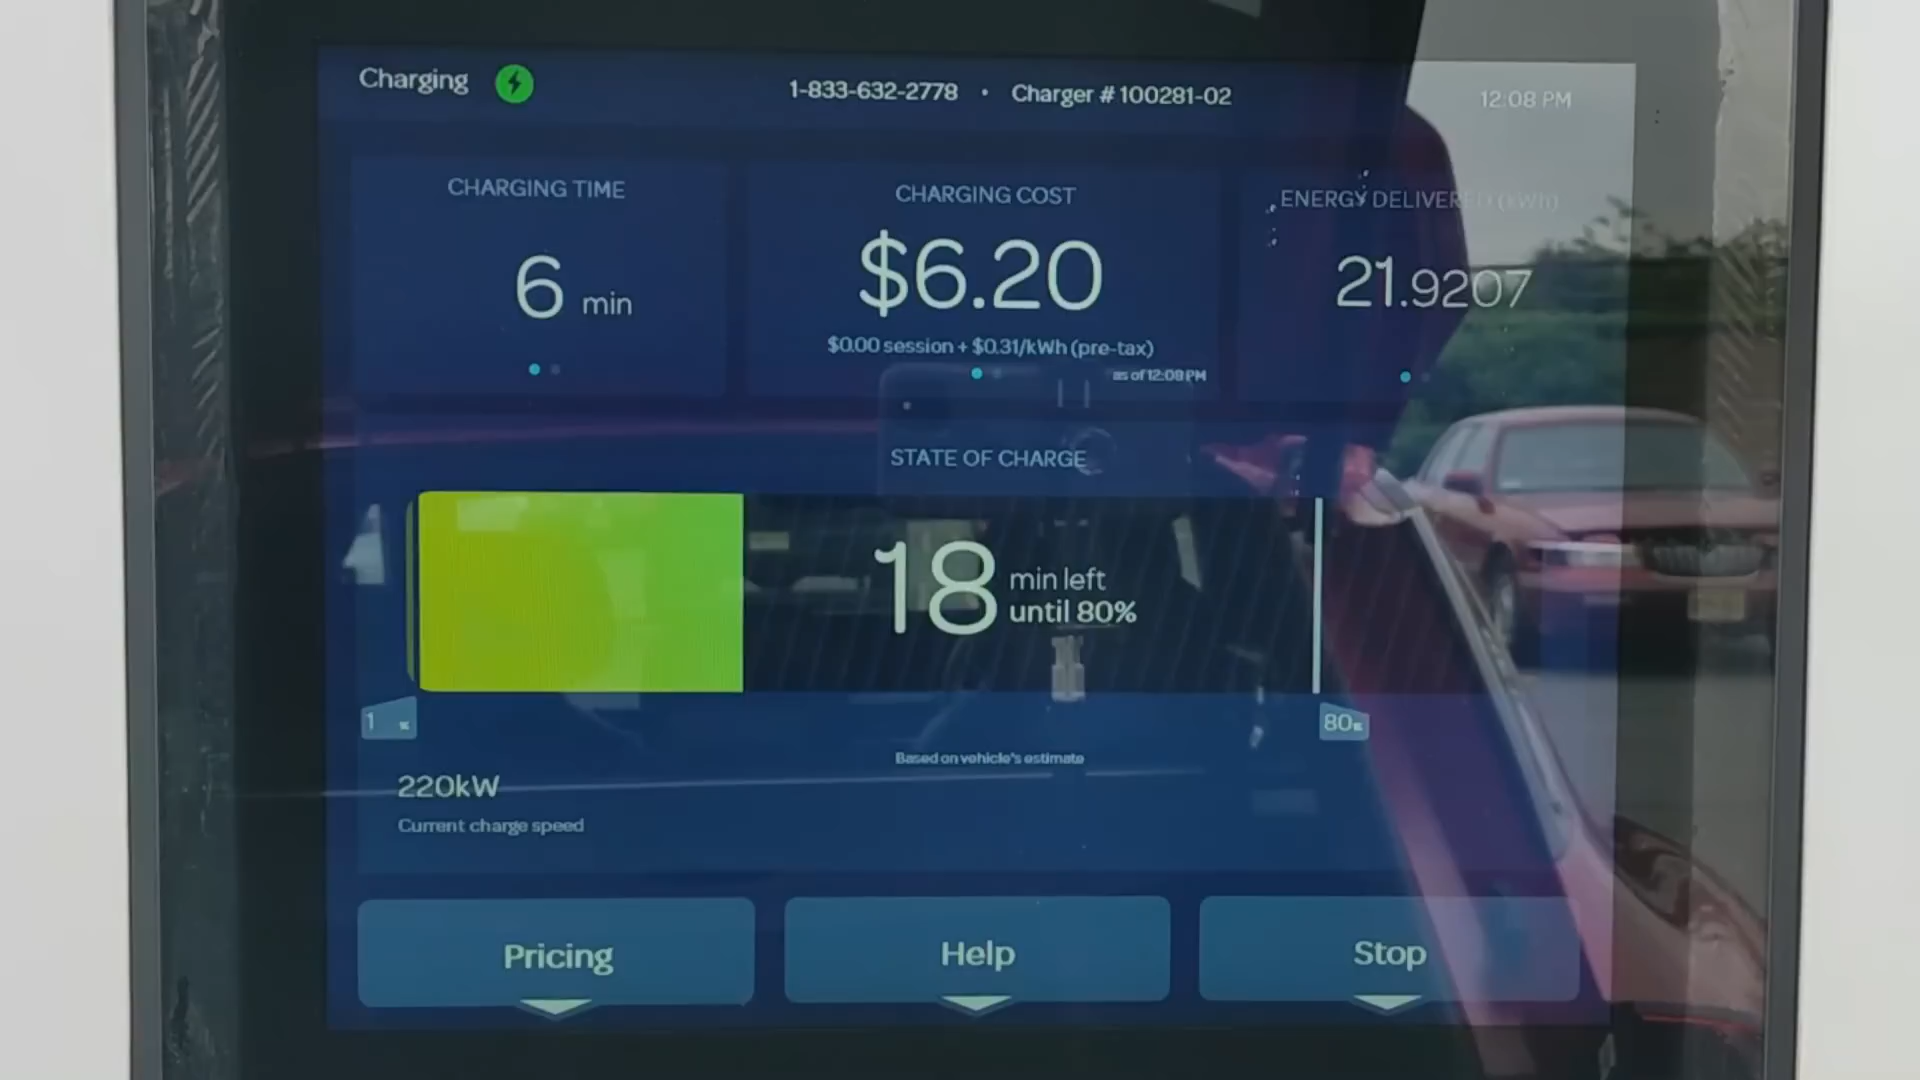 Charging
1-833-632-2778 • Charger # 100281-02
12:08 PM
CHARGING TIME
6 min
CHARGING COST
$6.20
$0.00 session + $0.31/kWh (pre-tax)
as of 12:08 PM
ENERGY DELIVERED (kWh)
21.9207
STATE OF CHARGE
18 min left
until 80%
1 %
80%
Based on vehicle's estimate
220kW
Current charge speed
Pricing
Help
Stop